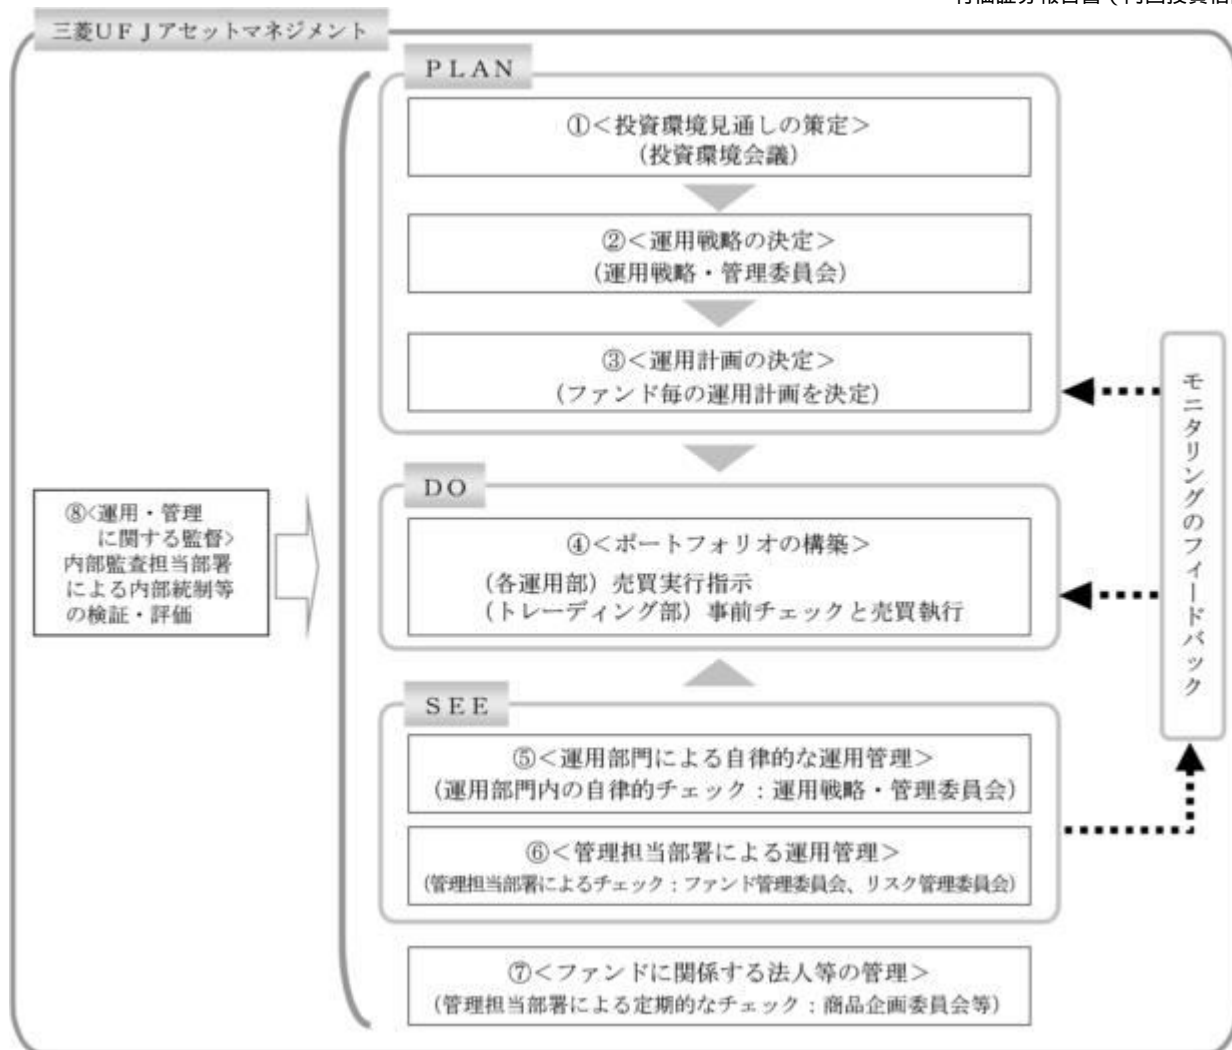 三菱ＵＦＪアセットマネジメント
ＰＬＡＮ
①＜投資環境見通しの策定＞
（投資環境会議）
②＜運用戦略の決定＞
（運用戦略・管理委員会）
③＜運用計画の決定＞
（ファンド毎の運用計画を決定）
ＤＯ
④＜ポートフォリオの構築＞
（各運用部）売買実行指示
（トレーディング部）事前チェックと売買執行
ＳＥＥ
⑤＜運用部門による自律的な運用管理＞
（運用部門内の自律的チェック：運用戦略・管理委員会）
⑥＜管理担当部署による運用管理＞
（管理担当部署によるチェック：ファンド管理委員会、リスク管理委員会）
⑦＜ファンドに関係する法人等の管理＞
（管理担当部署による定期的なチェック：商品企画委員会等）
⑧＜運用・管理
に関する監督＞
内部監査担当部署
による内部統制等
の検証・評価
モニタリングのフィードバック